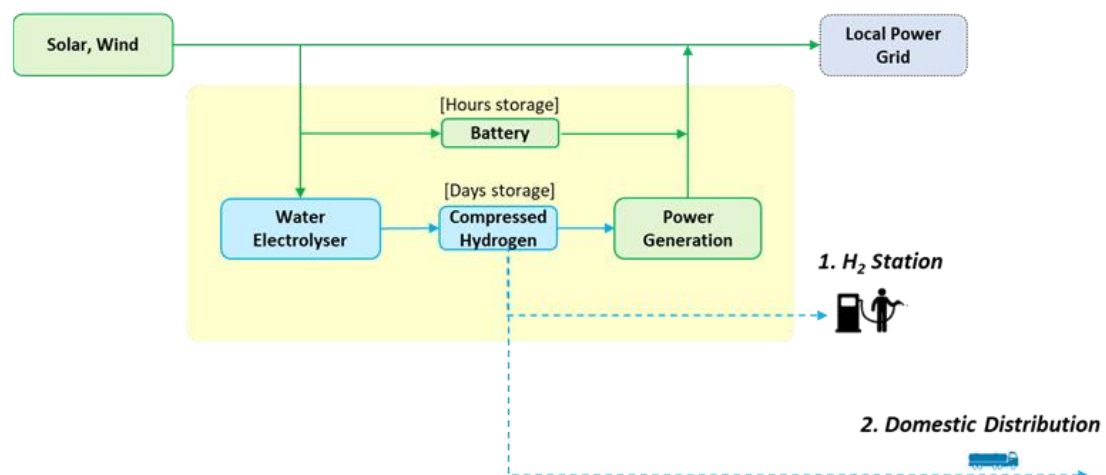 Solar, Wind
Local Power
Grid
[Hours storage]
Battery
[Days storage]
Water
Electrolyser
Compressed
Hydrogen
Power
Generation
1. H₂ Station
2. Domestic Distribution